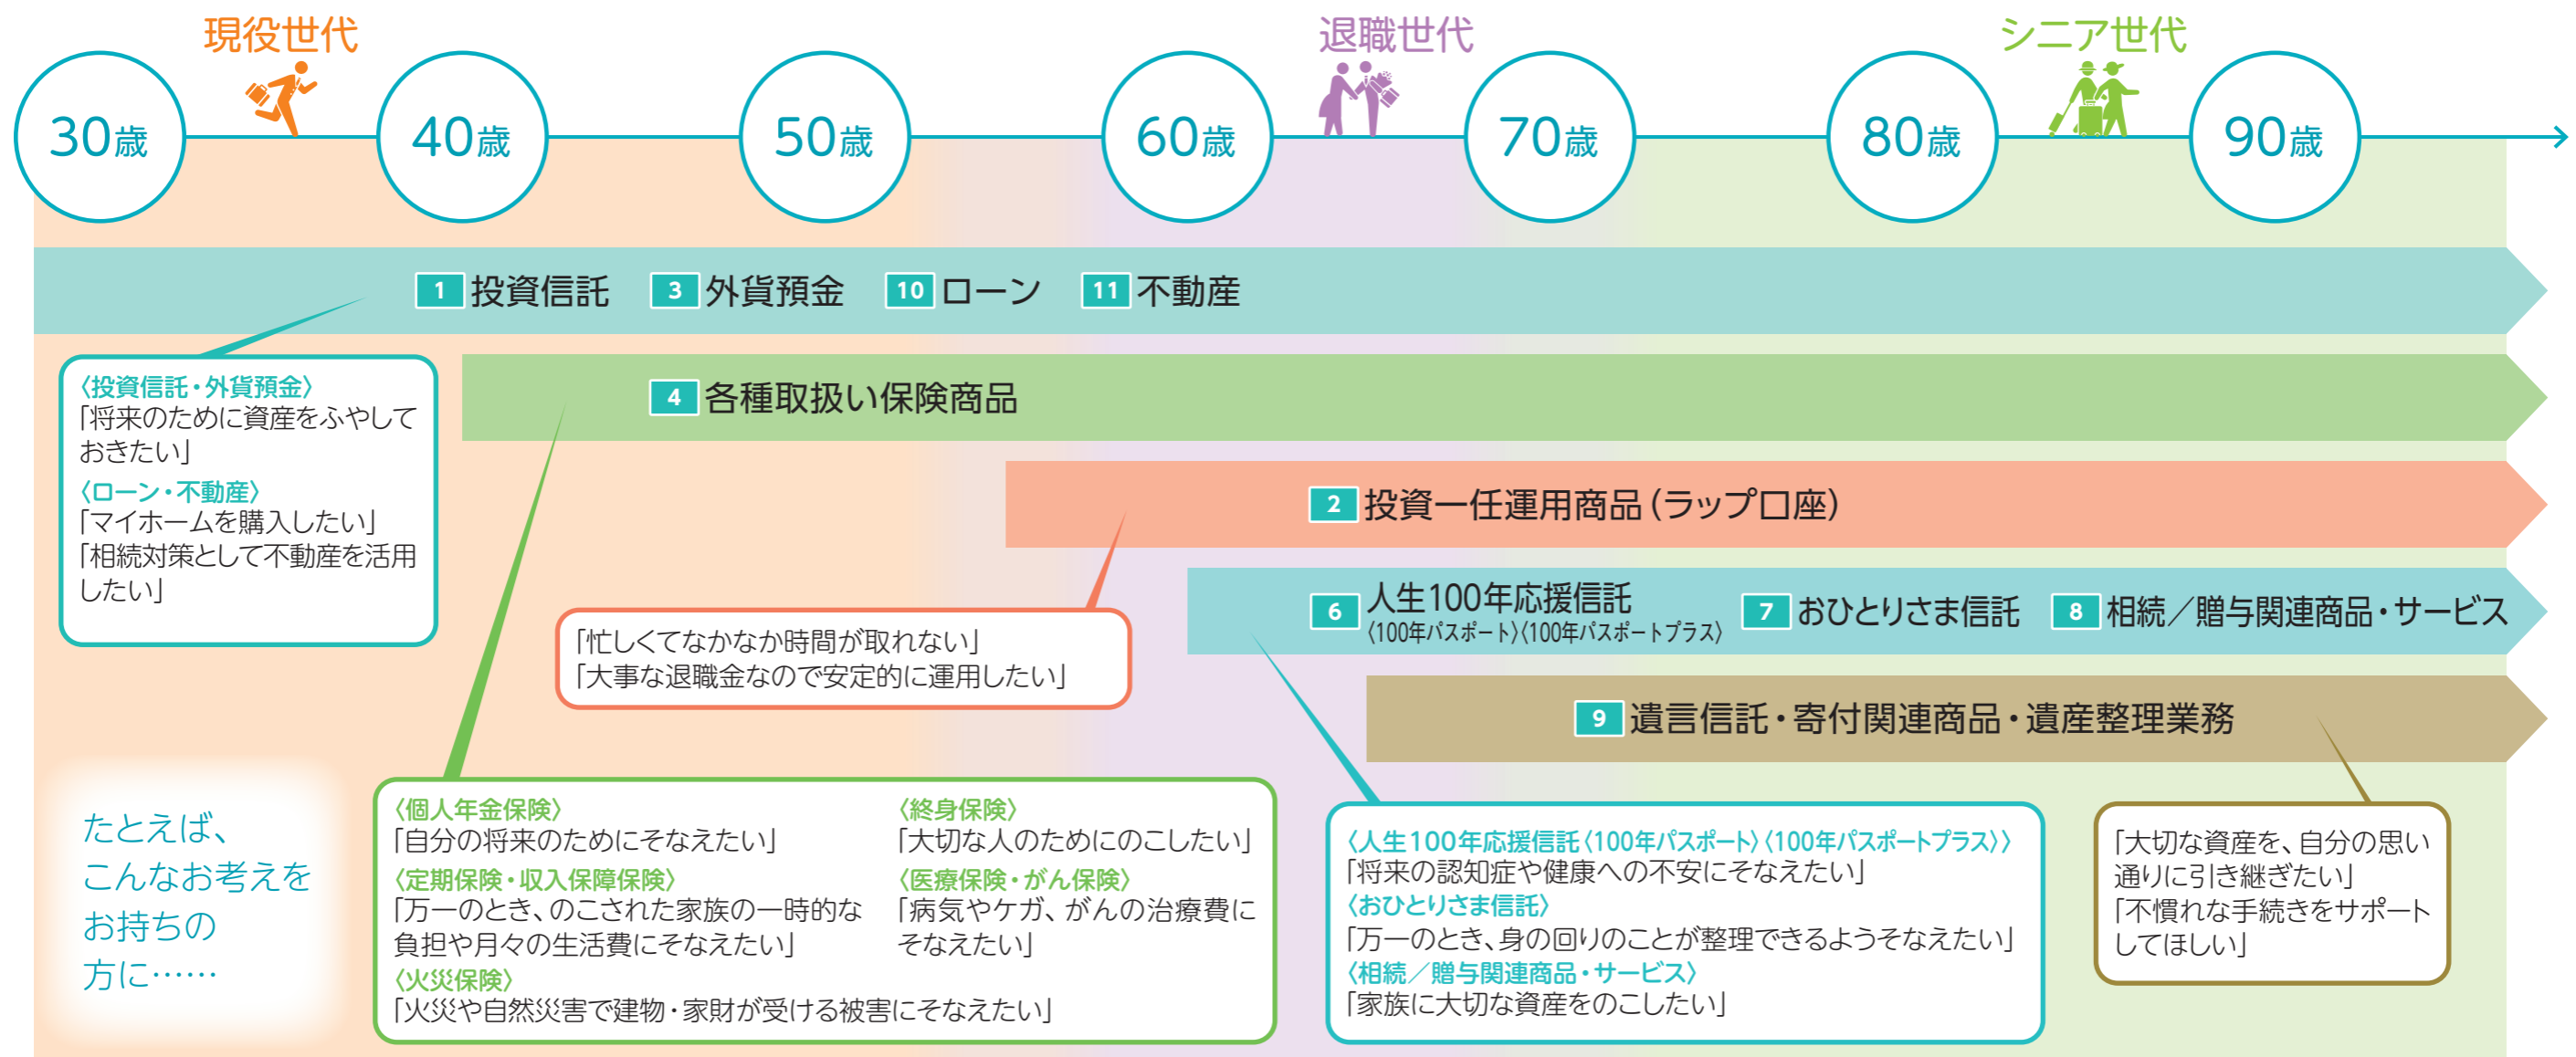 現役世代
退職世代
シニア世代
30歳
40歳
50歳
60歳
70歳
80歳
90歳
1 投資信託 3 外貨預金 10 ローン 11 不動産
〈投資信託・外貨預金〉
「将来のために資産をふやして
おきたい」
〈ローン・不動産〉
「マイホームを購入したい」
「相続対策として不動産を活用
したい」
4 各種取扱い保険商品
2 投資一任運用商品(ラップ口座)
「忙しくてなかなか時間が取れない」
「大事な退職金なので安定的に運用したい」
6 人生100年応援信託
〈100年パスポート〉〈100年パスポートプラス〉
7 おひとりさま信託
8 相続／贈与関連商品・サービス
9 遺言信託・寄付関連商品・遺産整理業務
たとえば、
こんなお考えを
お持ちの
方に……
〈個人年金保険〉
「自分の将来のためにそなえたい」
〈定期保険・収入保障保険〉
「万一のとき、のこされた家族の一時的な
負担や月々の生活費にそなえたい」
〈火災保険〉
「火災や自然災害で建物・家財が受ける被害にそなえたい」
〈終身保険〉
「大切な人のためにのこしたい」
〈医療保険・がん保険〉
「病気やケガ、がんの治療費に
そなえたい」
〈人生100年応援信託〈100年パスポート〉〈100年パスポートプラス〉〉
「将来の認知症や健康への不安にそなえたい」
〈おひとりさま信託〉
「万一のとき、身の回りのことが整理できるようそなえたい」
〈相続／贈与関連商品・サービス〉
「家族に大切な資産をのこしたい」
「大切な資産を、自分の思い
通りに引き継ぎたい」
「不慣れな手続きをサポート
してほしい」